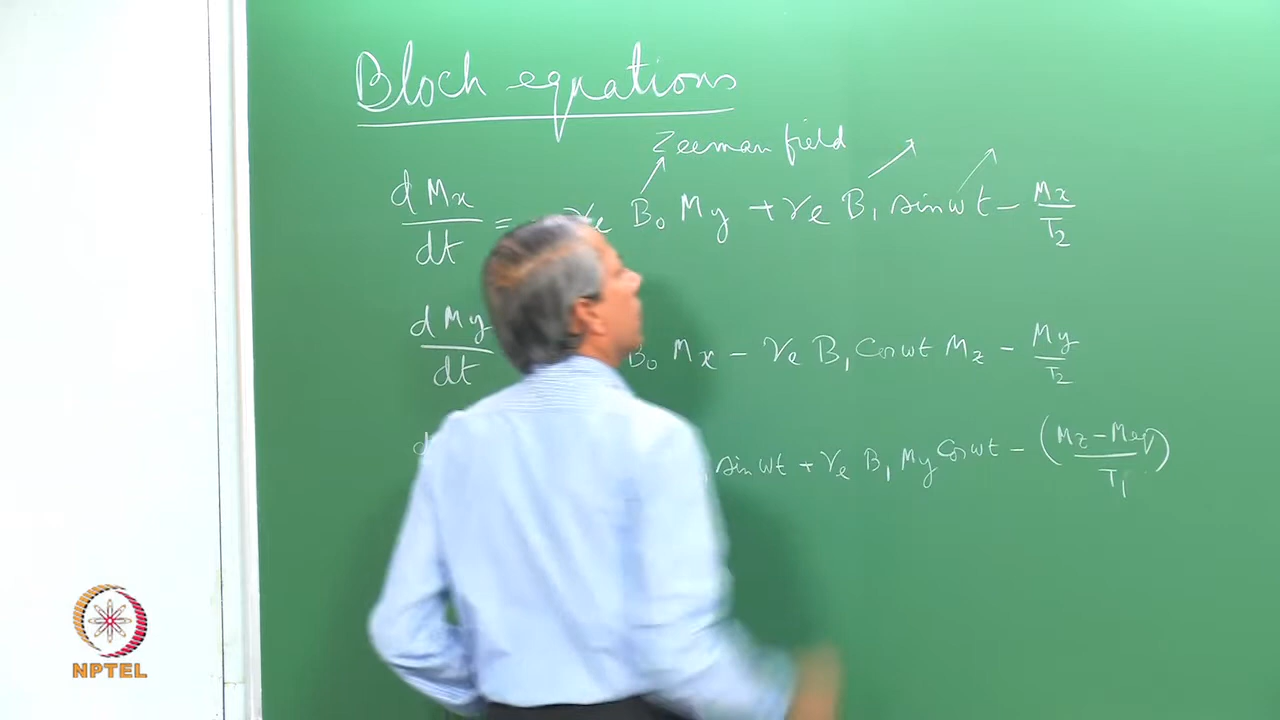 Bloch equations
Zeeman field
dMx/dt = γe B₀ My + γe B₁ sin ωt − Mx/T₂
dMy/dt B₀ Mx − γe B₁ Cos ωt Mz − My/T₂
d sin ωt + γe B₁ My Cos ωt − (Mz − Meq)/T₁
NPTEL